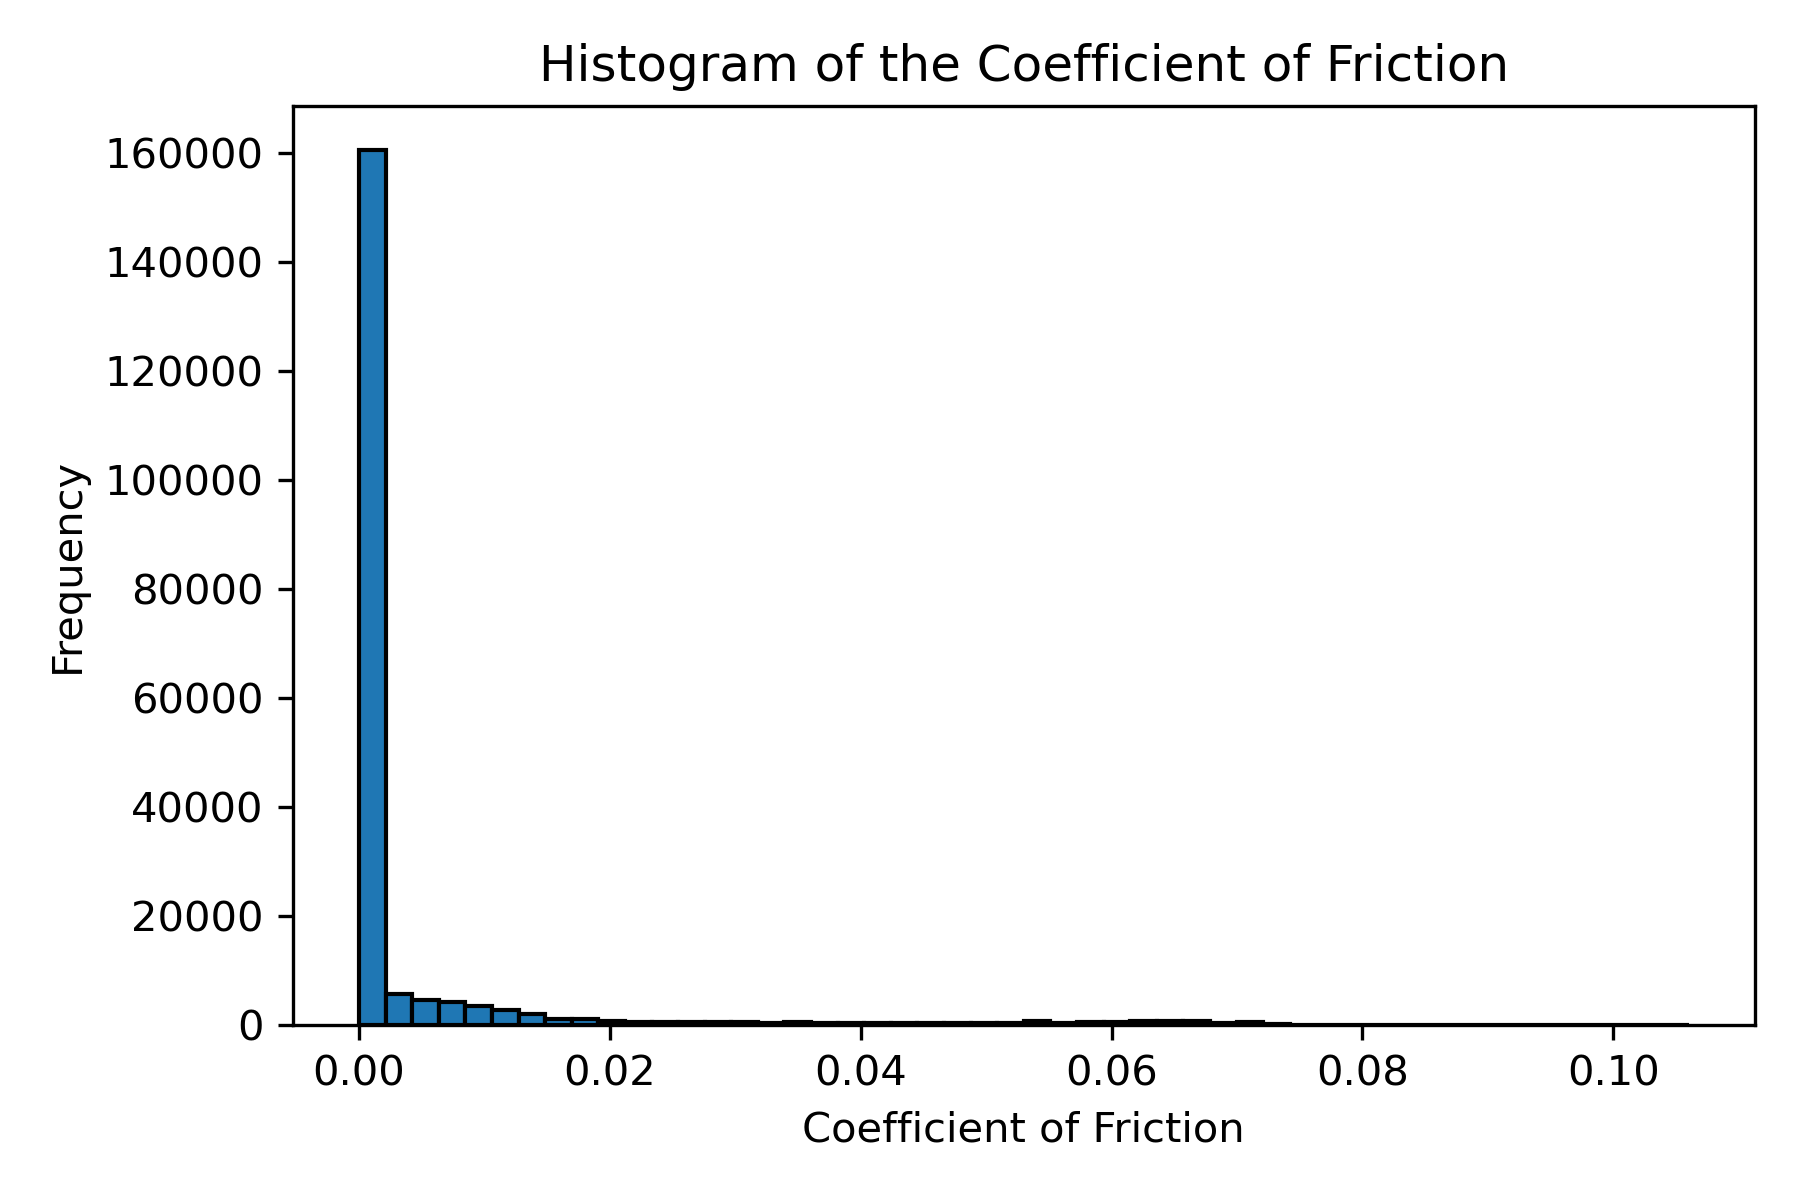 Histogram of the Coefficient of Friction
160000
140000
120000
100000
80000
60000
40000
20000
0
Frequency
0.00 0.02 0.04 0.06 0.08 0.10
Coefficient of Friction